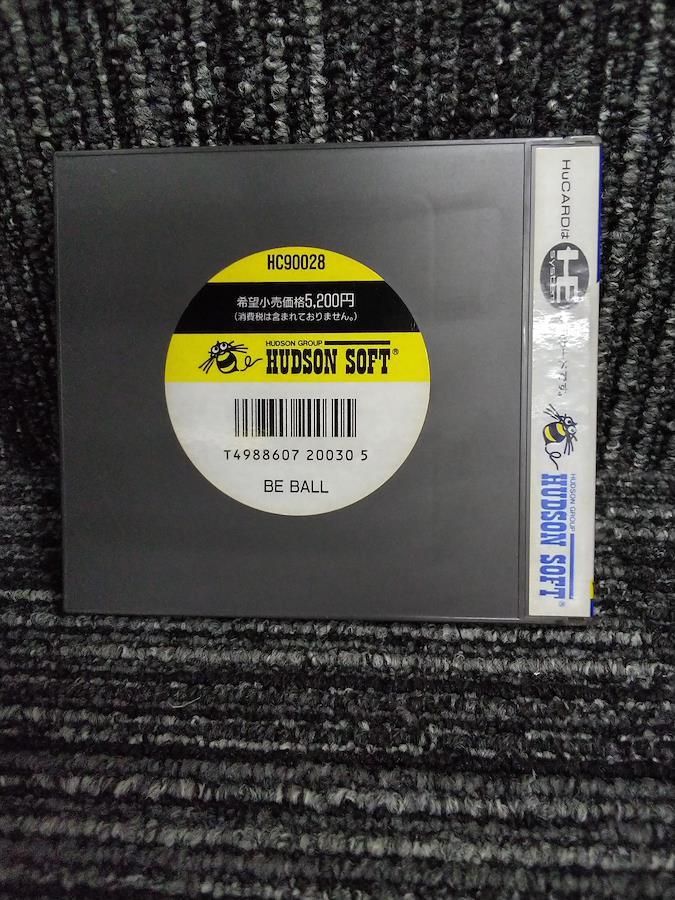 HC90028
希望小売価格5,200円
(消費税は含まれておりません。)
HUDSON GROUP
HUDSON SOFT®
T4988607 20030 5
BE BALL
HuCARDは
HE
SYSTEM
HUDSON GROUP
HUDSON SOFT®